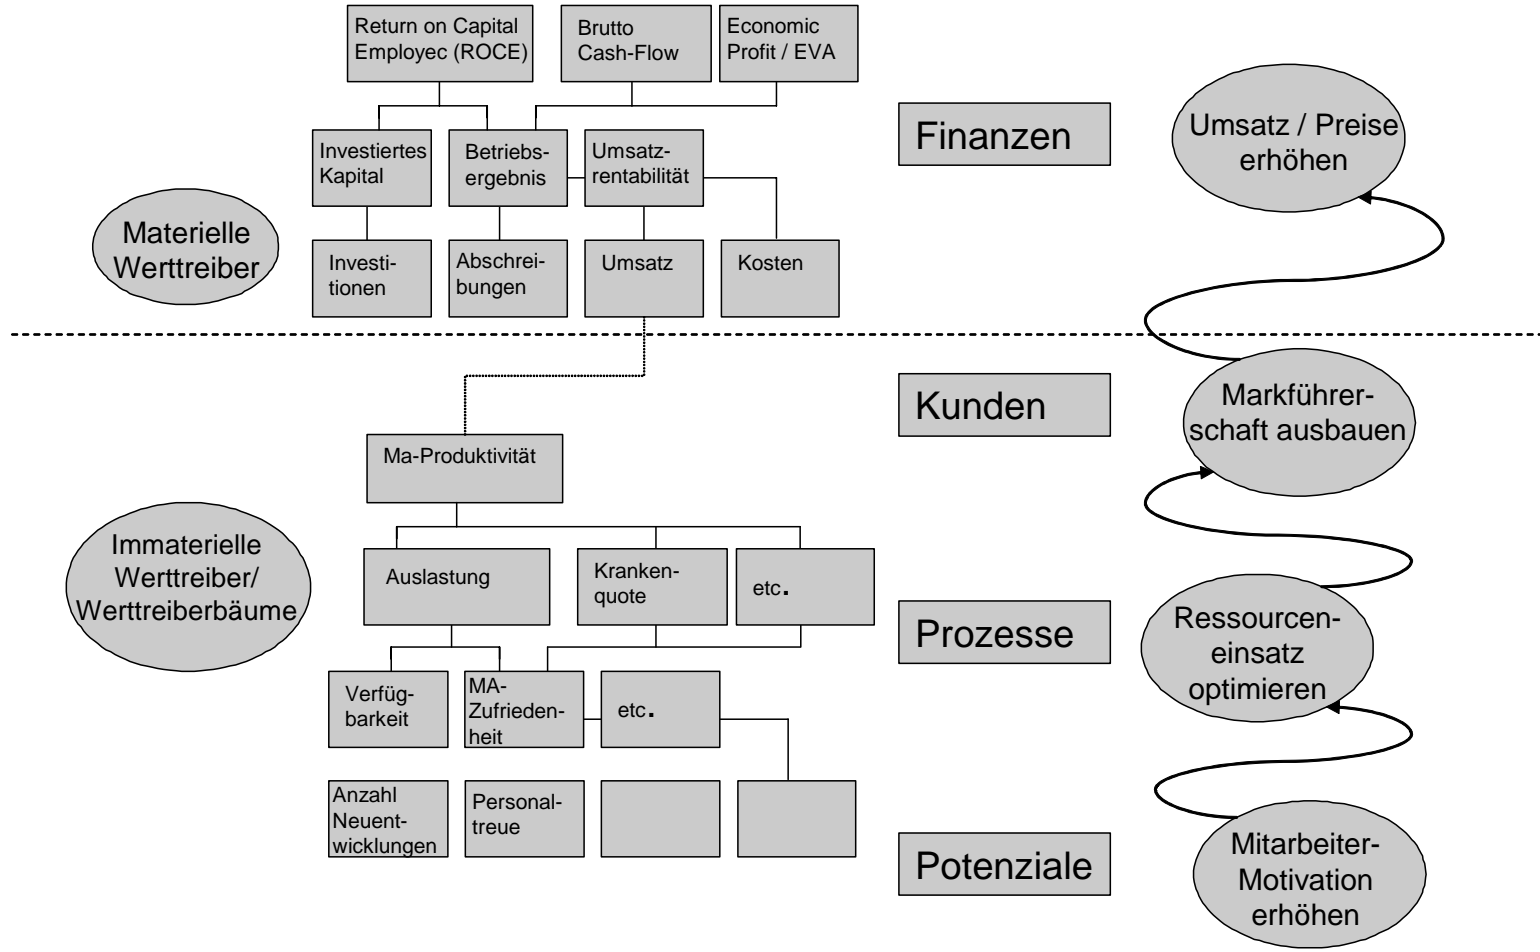 Return on Capital
Employec (ROCE)
Brutto
Cash-Flow
Economic
Profit / EVA
Finanzen
Umsatz / Preise
erhöhen
Investiertes
Kapital
Betriebs-
ergebnis
Umsatz-
rentabilität
Materielle
Werttreiber
Investi-
tionen
Abschrei-
bungen
Umsatz
Kosten
Kunden
Markführer-
schaft ausbauen
Ma-Produktivität
Immaterielle
Werttreiber/
Werttreiberbäume
Auslastung
Kranken-
quote
etc.
Prozesse
Ressourcen-
einsatz
optimieren
Verfüg-
barkeit
MA-
Zufrieden-
heit
etc.
Anzahl
Neuent-
wicklungen
Personal-
treue
Potenziale
Mitarbeiter-
Motivation
erhöhen